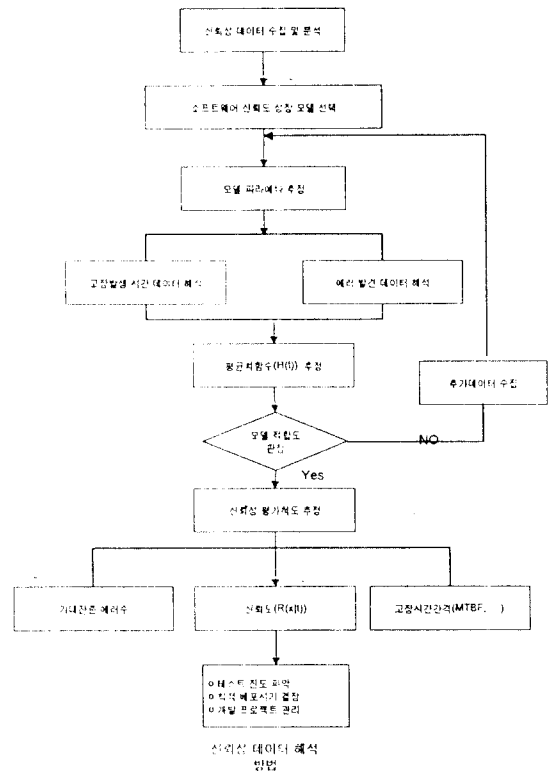 신뢰성 데이터 수집 및 분석
소프트웨어 신뢰도 성장 모델 선택
모델 파라메타 추정
고장발생 시간 데이터 해석
에러 발견 데이터 해석
평균치함수(H(t)) 추정
추가데이터 수집
모델 적합도
판정
NO
Yes
신뢰성 평가척도 추정
기대잔존 에러수
신뢰도(R(x|t))
고장시간간격(MTBF, )
o 테스트 진도 파악
o 최적 배포시기 결정
o 개발 프로젝트 관리
신뢰성 데이터 해석
방법